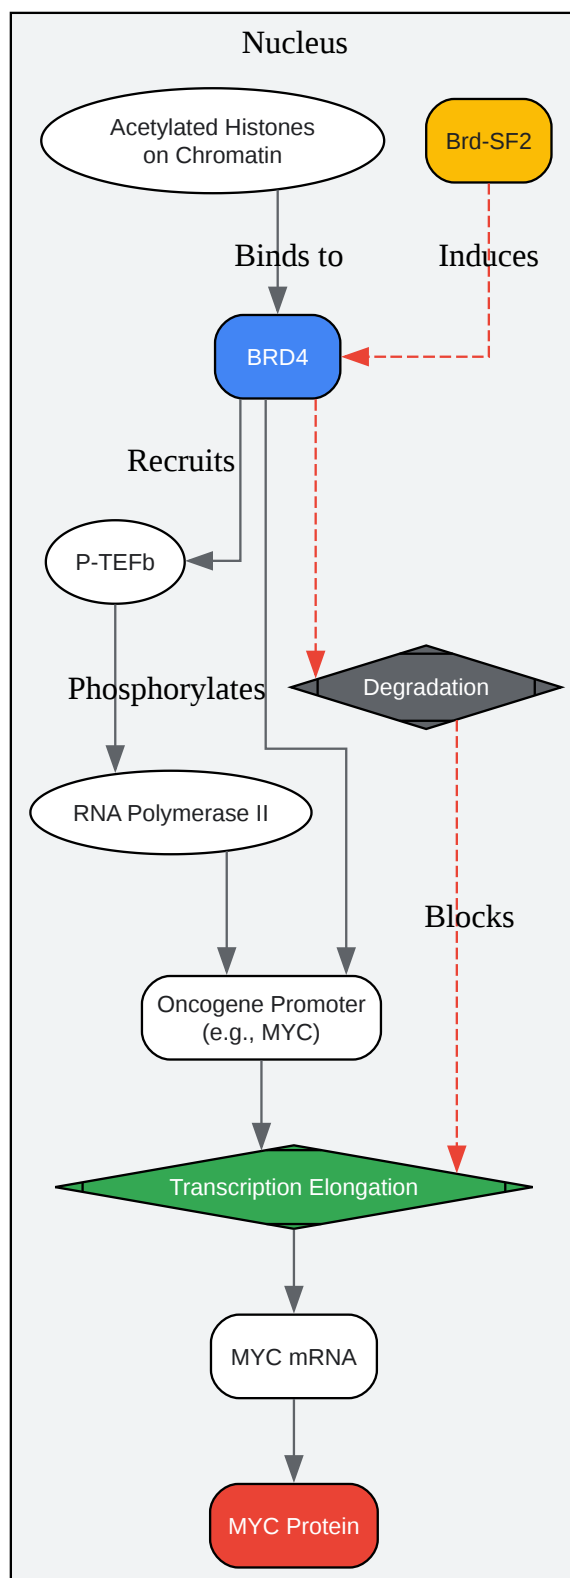 Nucleus
Acetylated Histones
on Chromatin
Brd-SF2
Binds to
Induces
BRD4
Recruits
P-TEFb
Phosphorylates
Degradation
RNA Polymerase II
Blocks
Oncogene Promoter
(e.g., MYC)
Transcription Elongation
MYC mRNA
MYC Protein